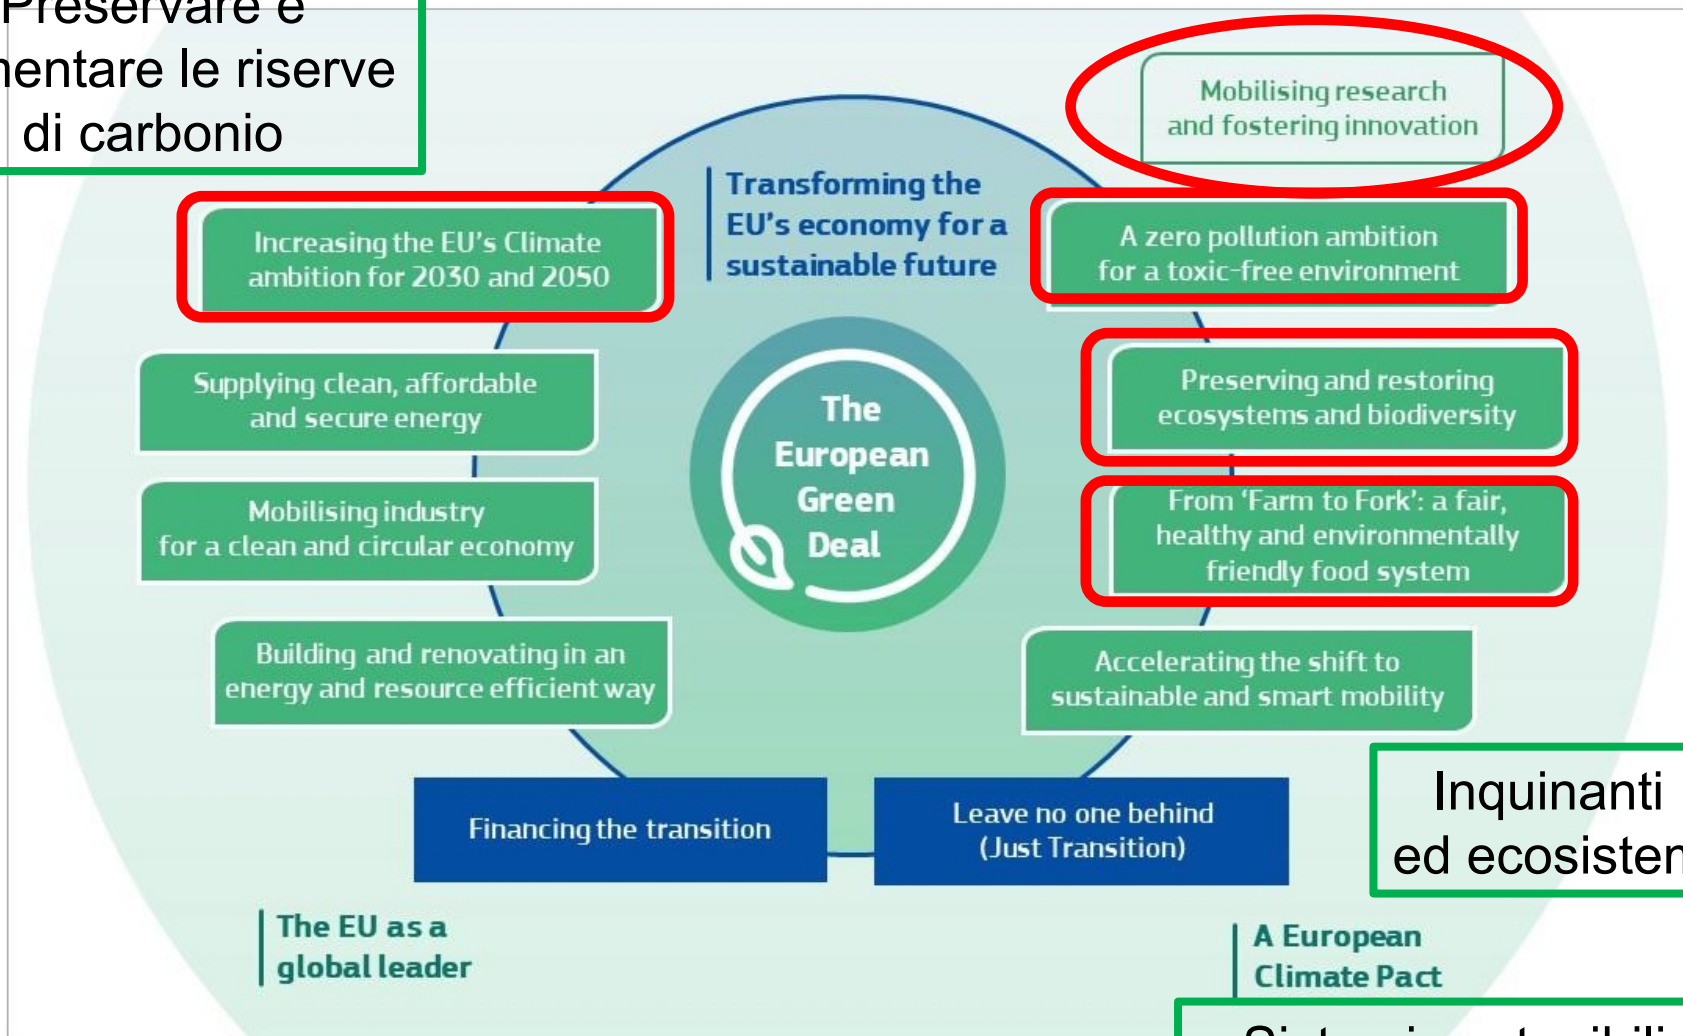 Preservare e
mentare le riserve
di carbonio
Mobilising research
and fostering innovation
Transforming the
EU's economy for a
sustainable future
Increasing the EU's Climate
ambition for 2030 and 2050
A zero pollution ambition
for a toxic-free environment
Supplying clean, affordable
and secure energy
Preserving and restoring
ecosystems and biodiversity
The
European
Green
Deal
Mobilising industry
for a clean and circular economy
From ‘Farm to Fork’: a fair,
healthy and environmentally
friendly food system
Building and renovating in an
energy and resource efficient way
Accelerating the shift to
sustainable and smart mobility
Financing the transition
Leave no one behind
(Just Transition)
Inquinanti
ed ecosistem
The EU as a
global leader
A European
Climate Pact